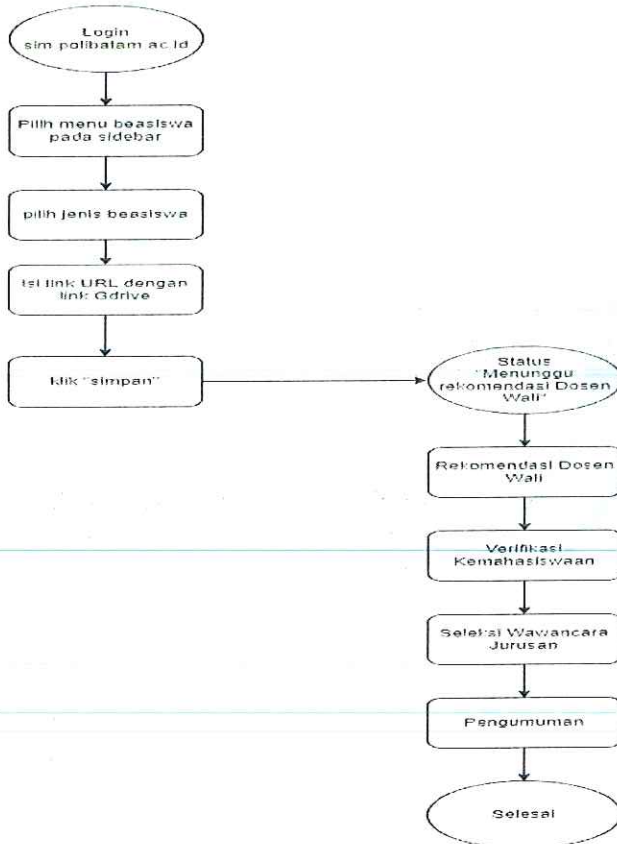 Login
sim polibatam ac id
Pilih menu beasiswa
pada sidebar
pilih jenis beasiswa
Isi link URL dengan
link Gdrive
klik "simpan"
Status
"Menunggu
rekomendasi Dosen
Wali"
Rekomendasi Dosen
Wali
Verifikasi
Kemahasiswaan
Seleksi Wawancara
Jurusan
Pengumuman
Selesai